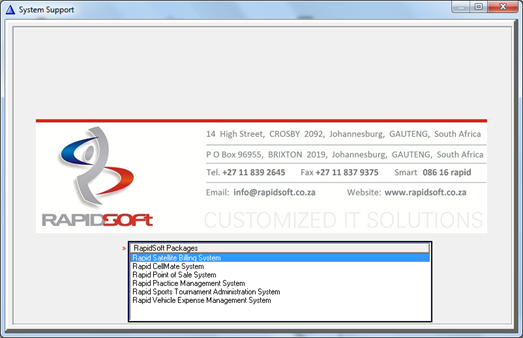 System Support
14 High Street, CROSBY 2092, Johannesburg, GAUTENG, South Africa
P O Box 96955, BRIXTON 2019, Johannesburg, GAUTENG, South Africa
Tel. +27 11 839 2645 Fax +27 11 837 9375 Smart 086 16 rapid
Email: info@rapidsoft.co.za Website: www.rapidsoft.co.za
RAPIDSOFt
CUSTOMIZED IT SOLUTIONS
» RapidSoft Packages
Rapid Satellite Billing System
Rapid CellMate System
Rapid Point of Sale System
Rapid Practice Management System
Rapid Sports Tournament Administration System
Rapid Vehicle Expense Management System